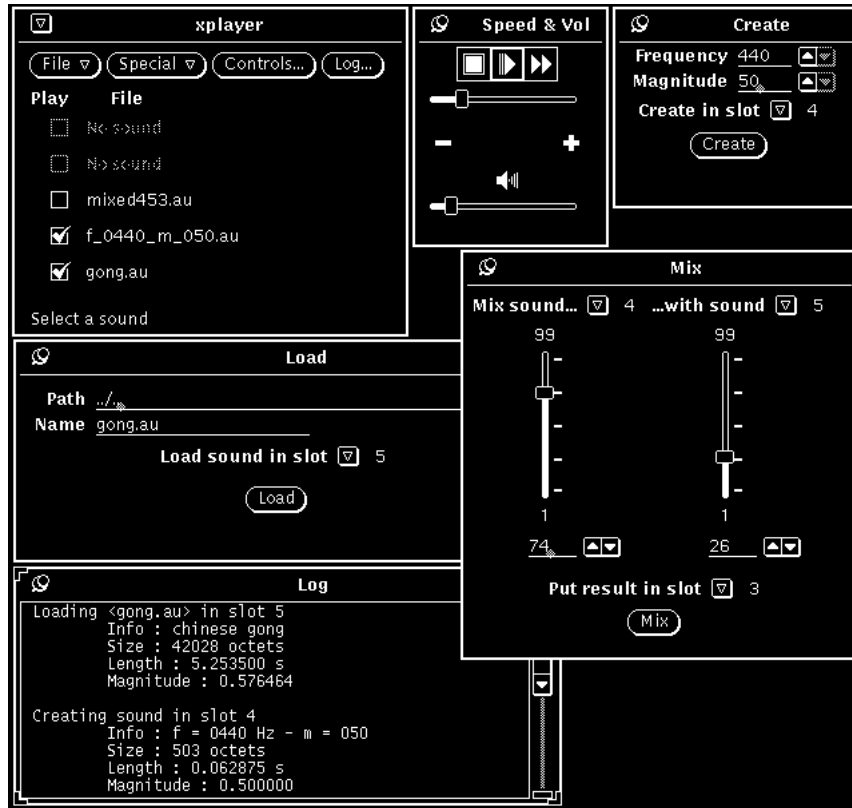 xplayer
File Special Controls... Log...
Play File
No sound
No sound
mixed453.au
f_0440_m_050.au
gong.au
Select a sound
Speed & Vol
- +
Create
Frequency 440
Magnitude 50
Create in slot 4
Create
Load
Path ../..
Name gong.au
Load sound in slot 5
Load
Mix
Mix sound... 4 ...with sound 5
99 99
1 1
74 26
Put result in slot 3
Mix
Log
Loading <gong.au> in slot 5
Info : chinese gong
Size : 42028 octets
Length : 5.253500 s
Magnitude : 0.576464
Creating sound in slot 4
Info : f = 0440 Hz - m = 050
Size : 503 octets
Length : 0.062875 s
Magnitude : 0.500000